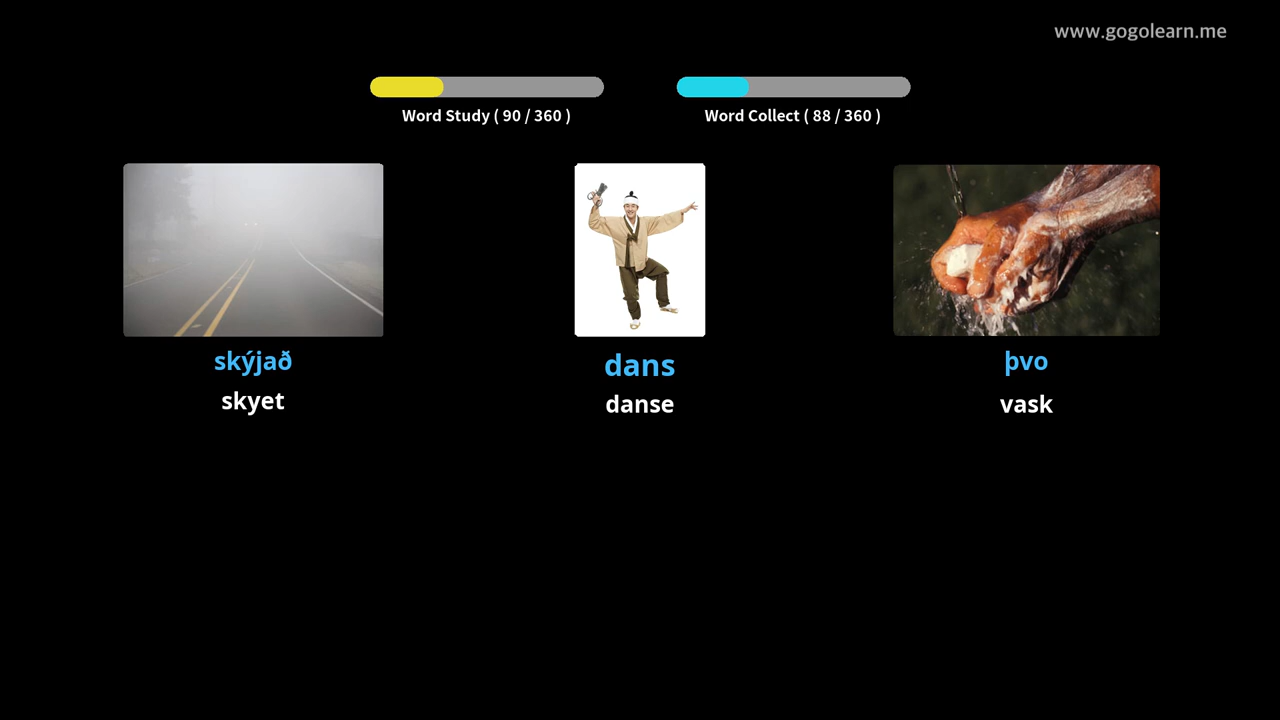 www.gogolearn.me
Word Study ( 90 / 360 )
Word Collect ( 88 / 360 )
skýjað
skyet
dans
danse
þvo
vask